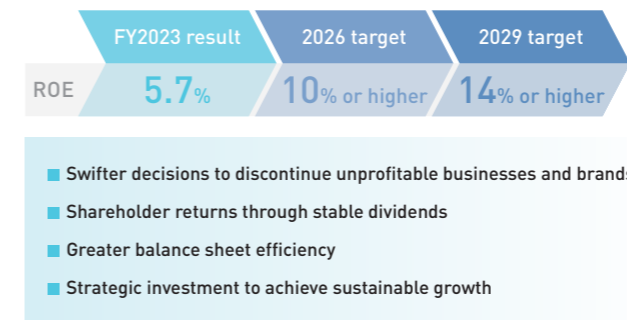 FY2023 result 2026 target 2029 target
ROE 5.7% 10% or higher 14% or higher
Swifter decisions to discontinue unprofitable businesses and brands
Shareholder returns through stable dividends
Greater balance sheet efficiency
Strategic investment to achieve sustainable growth